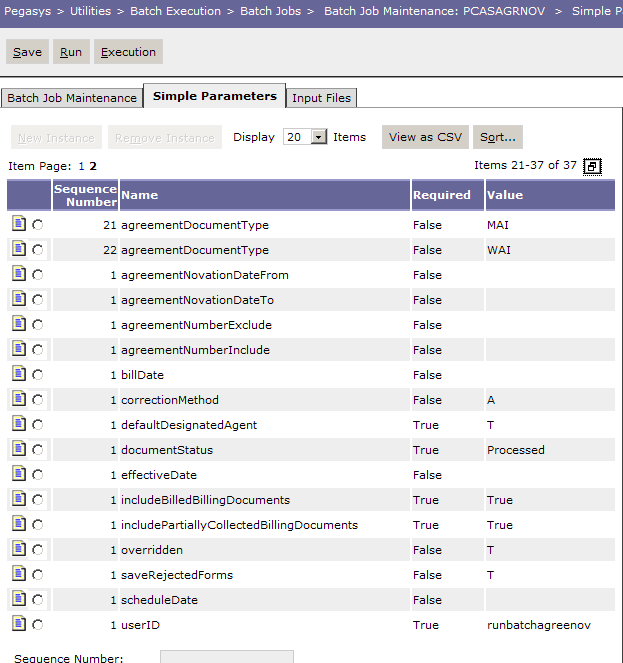 Pegasys > Utilities > Batch Execution > Batch Jobs > Batch Job Maintenance: PCASAGRNOV > Simple P
Save Run Execution
Batch Job Maintenance Simple Parameters Input Files
New Instance Remove Instance Display 20 Items View as CSV Sort...
Item Page: 1 2 Items 21-37 of 37
Sequence Number Name Required Value
21 agreementDocumentType False MAI
22 agreementDocumentType False WAI
1 agreementNovationDateFrom False
1 agreementNovationDateTo False
1 agreementNumberExclude False
1 agreementNumberInclude False
1 billDate False
1 correctionMethod False A
1 defaultDesignatedAgent True T
1 documentStatus True Processed
1 effectiveDate False
1 includeBilledBillingDocuments True True
1 includePartiallyCollectedBillingDocuments True True
1 overridden False T
1 saveRejectedForms False T
1 scheduleDate False
1 userID True runbatchagreenov
Sequence Number: